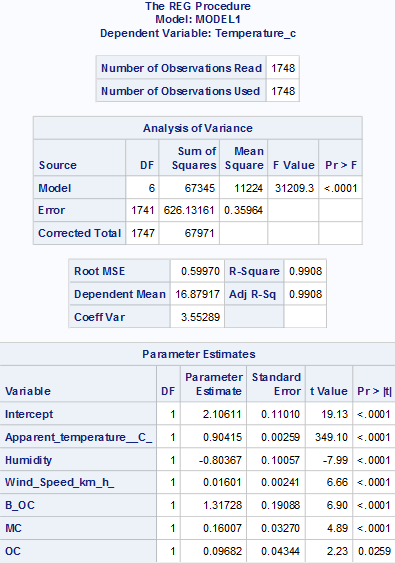 The REG Procedure
Model: MODEL1
Dependent Variable: Temperature_c
Number of Observations Read 1748
Number of Observations Used 1748
Analysis of Variance
Source DF Sum of Squares Mean Square F Value Pr > F
Model 6 67345 11224 31209.3 <.0001
Error 1741 626.13161 0.35964
Corrected Total 1747 67971
Root MSE 0.59970 R-Square 0.9908
Dependent Mean 16.87917 Adj R-Sq 0.9908
Coeff Var 3.55289
Parameter Estimates
Variable DF Parameter Estimate Standard Error t Value Pr > |t|
Intercept 1 2.10611 0.11010 19.13 <.0001
Apparent_temperature__C_ 1 0.90415 0.00259 349.10 <.0001
Humidity 1 -0.80367 0.10057 -7.99 <.0001
Wind_Speed_km_h_ 1 0.01601 0.00241 6.66 <.0001
B_OC 1 1.31728 0.19088 6.90 <.0001
MC 1 0.16007 0.03270 4.89 <.0001
OC 1 0.09682 0.04344 2.23 0.0259